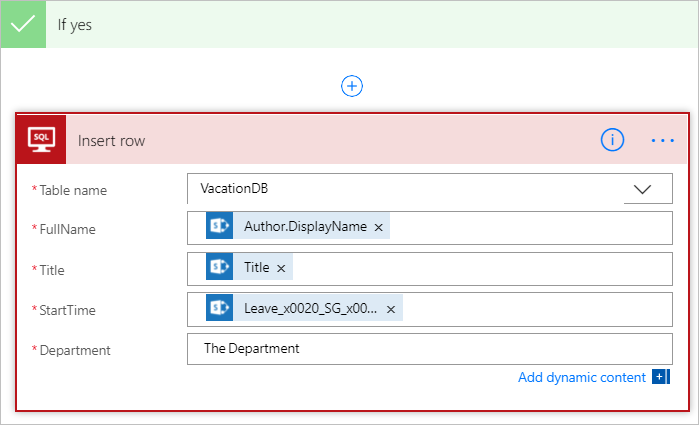 If yes
SQL
Insert row
* Table name VacationDB
* FullName Author.DisplayName ×
* Title Title ×
* StartTime Leave_x0020_SG_x00... ×
* Department The Department
Add dynamic content